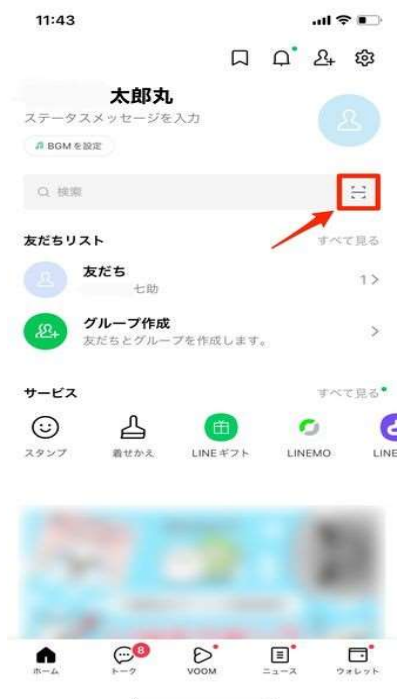 11:43
太郎丸
ステータスメッセージを入力
BGMを設定
検索
友だちリスト
すべて見る
友だち
七助
1
グループ作成
友だちとグループを作成します。
サービス
すべて見る
スタンプ
着せかえ
LINEギフト
LINEMO
LINE
8
ホーム
トーク
VOOM
ニュース
ウォレット